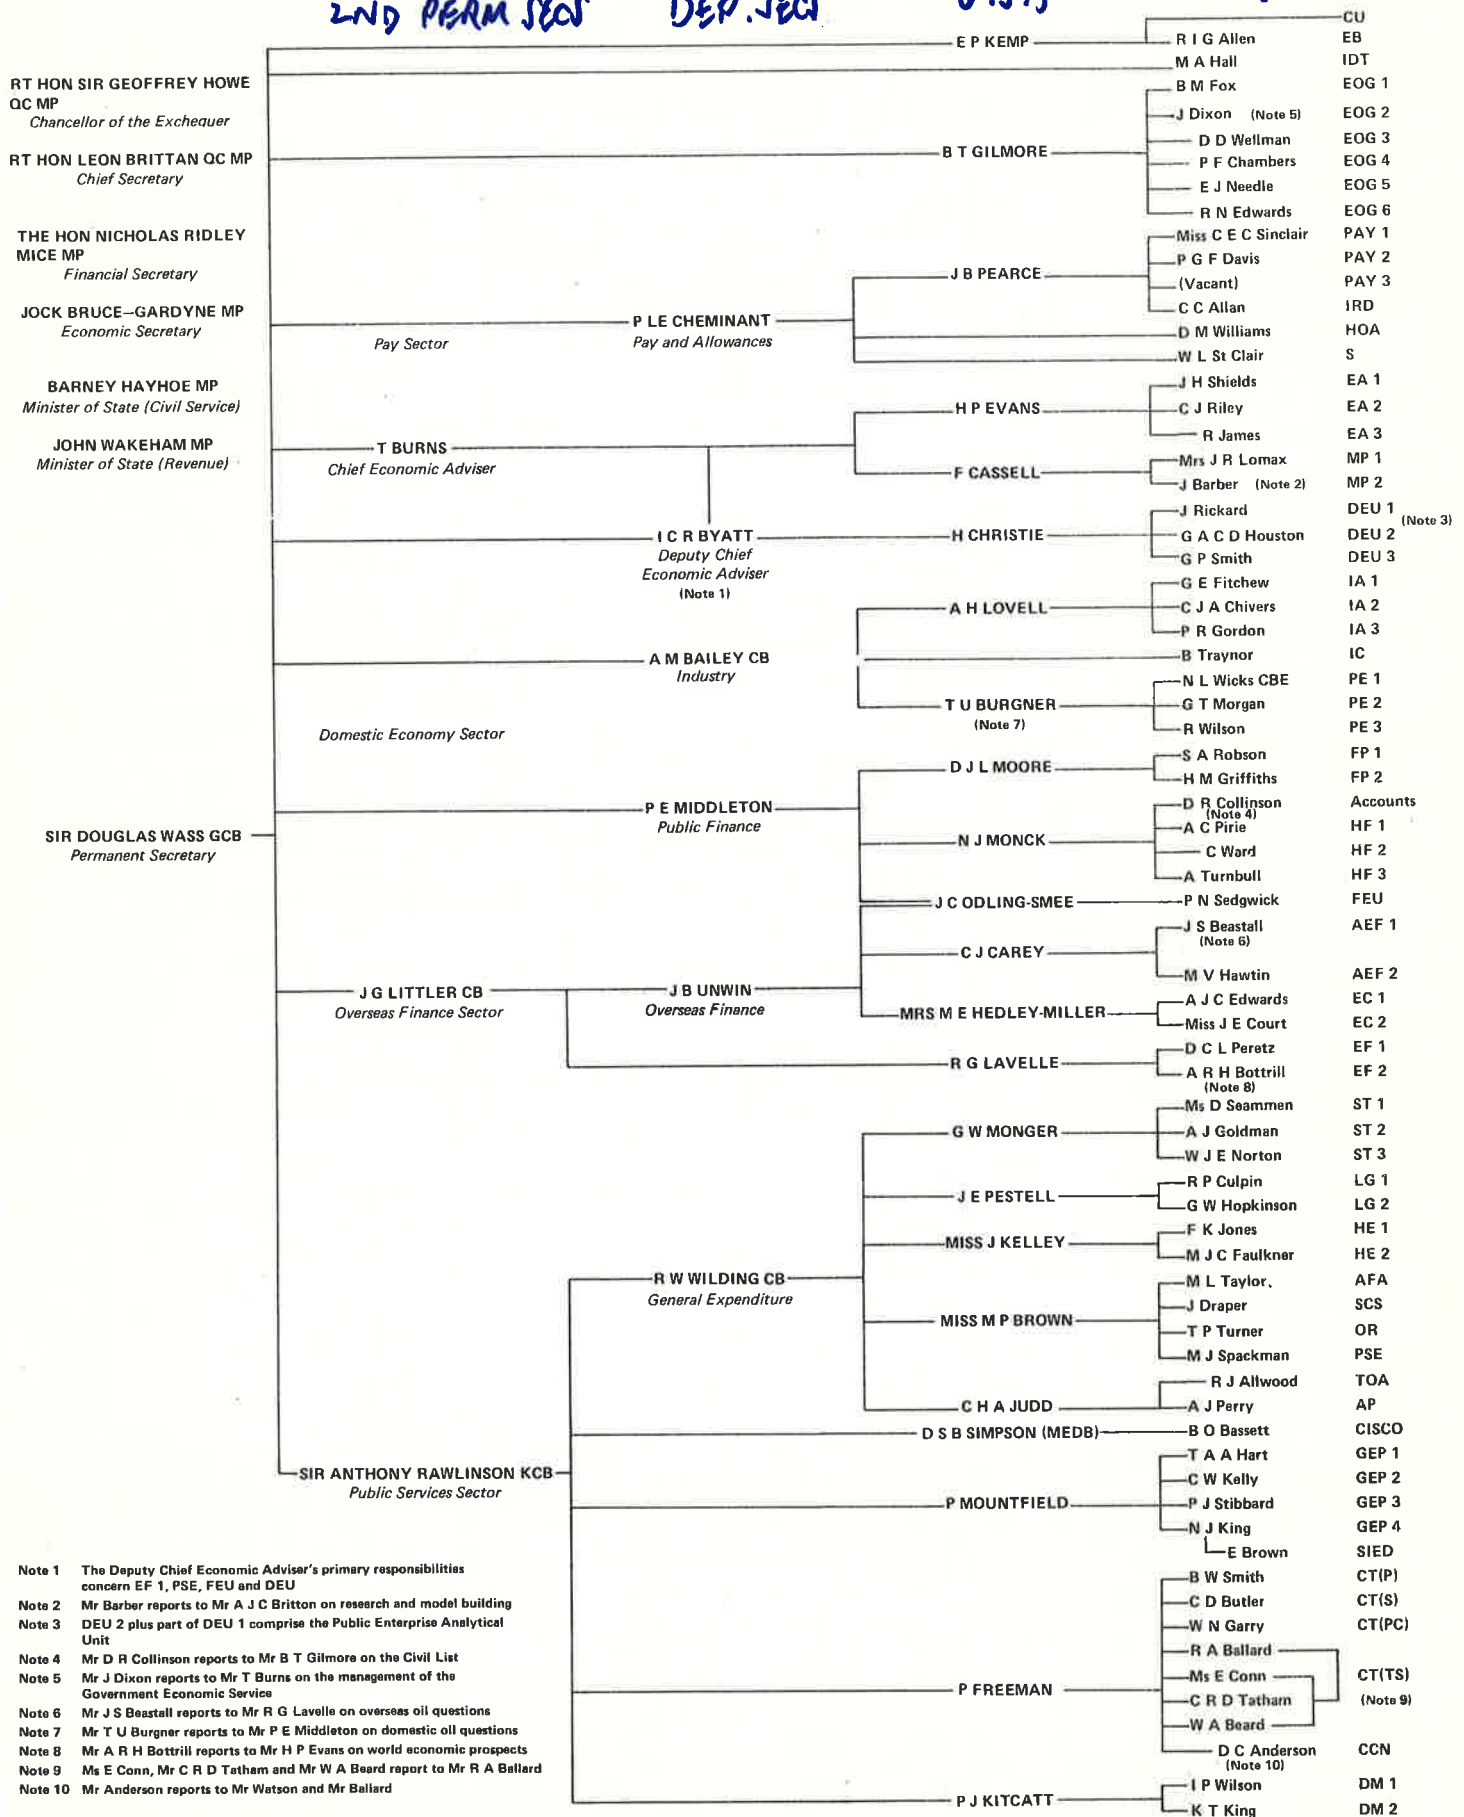 2ND PERM SECS DEP. SECS
CU
E P KEMP R I G Allen EB
M A Hall IDT
RT HON SIR GEOFFREY HOWE
QC MP
Chancellor of the Exchequer
B M Fox EOG 1
J Dixon (Note 5) EOG 2
D D Wellman EOG 3
RT HON LEON BRITTAN QC MP
Chief Secretary
B T GILMORE
P F Chambers EOG 4
E J Needle EOG 5
R N Edwards EOG 6
THE HON NICHOLAS RIDLEY
MICE MP
Financial Secretary
Miss C E C Sinclair PAY 1
P G F Davis PAY 2
J B PEARCE
(Vacant) PAY 3
C C Allan IRD
JOCK BRUCE–GARDYNE MP
Economic Secretary
Pay Sector
P LE CHEMINANT
Pay and Allowances
D M Williams HOA
W L St Clair S
BARNEY HAYHOE MP
Minister of State (Civil Service)
J H Shields EA 1
H P EVANS C J Riley EA 2
R James EA 3
JOHN WAKEHAM MP
Minister of State (Revenue)
T BURNS
Chief Economic Adviser
Mrs J R Lomax MP 1
F CASSELL
J Barber (Note 2) MP 2
J Rickard DEU 1
(Note 3)
I C R BYATT H CHRISTIE G A C D Houston DEU 2
Deputy Chief
Economic Adviser
(Note 1)
G P Smith DEU 3
G E Fitchew IA 1
A H LOVELL C J A Chivers IA 2
P R Gordon IA 3
A M BAILEY CB
Industry
B Traynor IC
N L Wicks CBE PE 1
T U BURGNER G T Morgan PE 2
(Note 7)
R Wilson PE 3
Domestic Economy Sector
S A Robson FP 1
D J L MOORE
H M Griffiths FP 2
P E MIDDLETON
Public Finance
D R Collinson Accounts
(Note 4)
A C Pirie HF 1
N J MONCK
C Ward HF 2
A Turnbull HF 3
SIR DOUGLAS WASS GCB
Permanent Secretary
J C ODLING-SMEE P N Sedgwick FEU
J S Beastall AEF 1
(Note 6)
C J CAREY
M V Hawtin AEF 2
J G LITTLER CB
Overseas Finance Sector
J B UNWIN
Overseas Finance
A J C Edwards EC 1
MRS M E HEDLEY-MILLER
Miss J E Court EC 2
D C L Peretz EF 1
R G LAVELLE
A R H Bottrill EF 2
(Note 8)
Ms D Seammen ST 1
G W MONGER A J Goldman ST 2
W J E Norton ST 3
R P Culpin LG 1
J E PESTELL
G W Hopkinson LG 2
F K Jones HE 1
MISS J KELLEY
M J C Faulkner HE 2
R W WILDING CB
General Expenditure
M L Taylor. AFA
J Draper SCS
MISS M P BROWN
T P Turner OR
M J Spackman PSE
R J Allwood TOA
C H A JUDD A J Perry AP
D S B SIMPSON (MEDB) B O Bassett CISCO
SIR ANTHONY RAWLINSON KCB
Public Services Sector
T A A Hart GEP 1
C W Kelly GEP 2
P MOUNTFIELD P J Stibbard GEP 3
N J King GEP 4
E Brown SIED
B W Smith CT(P)
C D Butler CT(S)
W N Garry CT(PC)
R A Ballard
Ms E Conn CT(TS)
P FREEMAN
C R D Tatham (Note 9)
W A Beard
D C Anderson CCN
(Note 10)
I P Wilson DM 1
P J KITCATT
K T King DM 2
Note 1 The Deputy Chief Economic Adviser's primary responsibilities
concern EF 1, PSE, FEU and DEU
Note 2 Mr Barber reports to Mr A J C Britton on research and model building
Note 3 DEU 2 plus part of DEU 1 comprise the Public Enterprise Analytical
Unit
Note 4 Mr D R Collinson reports to Mr B T Gilmore on the Civil List
Note 5 Mr J Dixon reports to Mr T Burns on the management of the
Government Economic Service
Note 6 Mr J S Beastall reports to Mr R G Lavelle on overseas oil questions
Note 7 Mr T U Burgner reports to Mr P E Middleton on domestic oil questions
Note 8 Mr A R H Bottrill reports to Mr H P Evans on world economic prospects
Note 9 Ms E Conn, Mr C R D Tatham and Mr W A Beard report to Mr R A Ballard
Note 10 Mr Anderson reports to Mr Watson and Mr Ballard